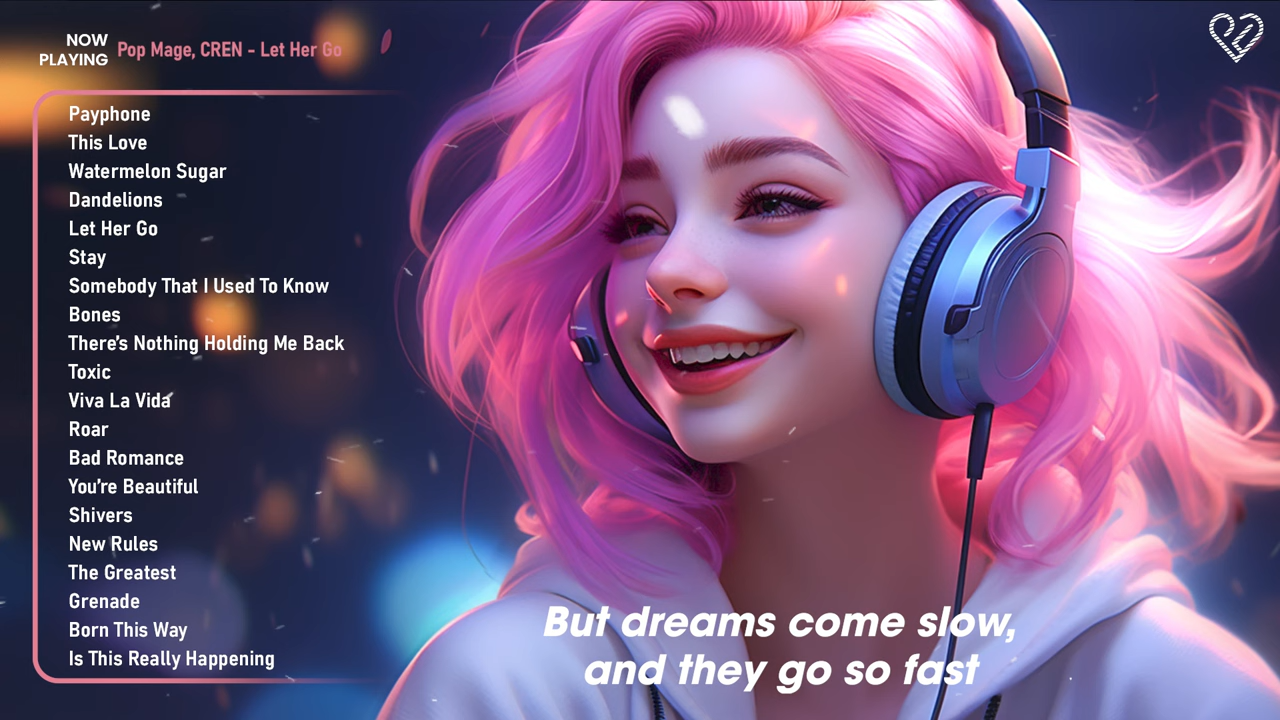 NOW
PLAYING
Pop Mage, CREN - Let Her Go
Payphone
This Love
Watermelon Sugar
Dandelions
Let Her Go
Stay
Somebody That I Used To Know
Bones
There's Nothing Holding Me Back
Toxic
Viva La Vida
Roar
Bad Romance
You're Beautiful
Shivers
New Rules
The Greatest
Grenade
Born This Way
Is This Really Happening
But dreams come slow,
and they go so fast